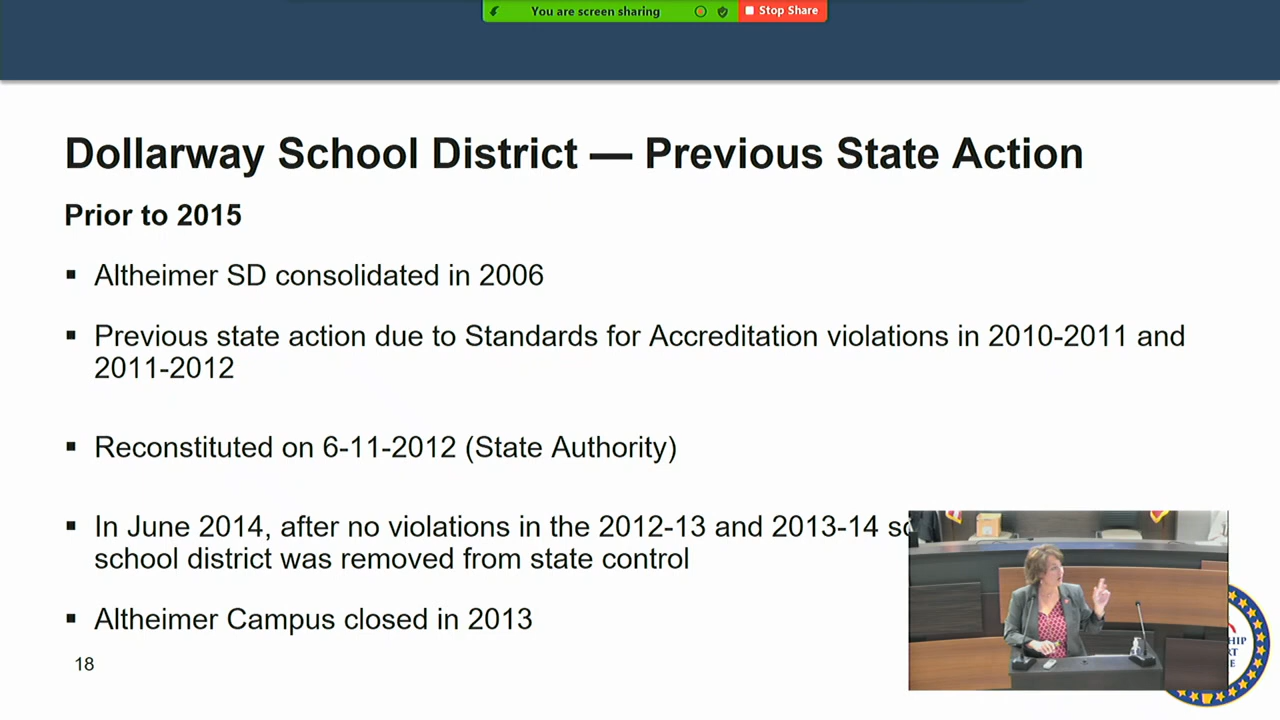 You are screen sharing
Stop Share
Dollarway School District — Previous State Action
Prior to 2015
▪ Altheimer SD consolidated in 2006
▪ Previous state action due to Standards for Accreditation violations in 2010-2011 and
2011-2012
▪ Reconstituted on 6-11-2012 (State Authority)
▪ In June 2014, after no violations in the 2012-13 and 2013-14
school district was removed from state control
▪ Altheimer Campus closed in 2013
18